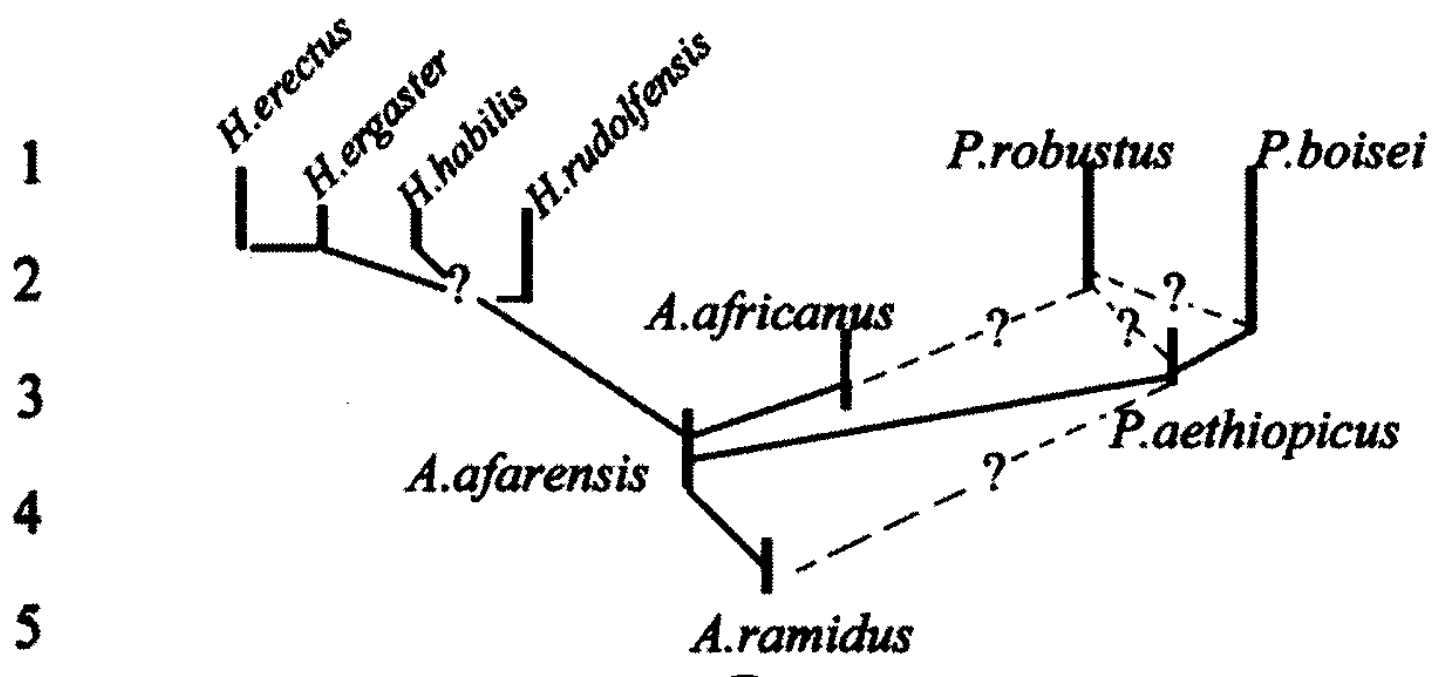 H.erectus
H.ergaster
H.habilis
H.rudolfensis
1
P.robustus
P.boisei
2
?
?
A.africanus
?
?
3
P.aethiopicus
A.afarensis
?
4
5
A.ramidus